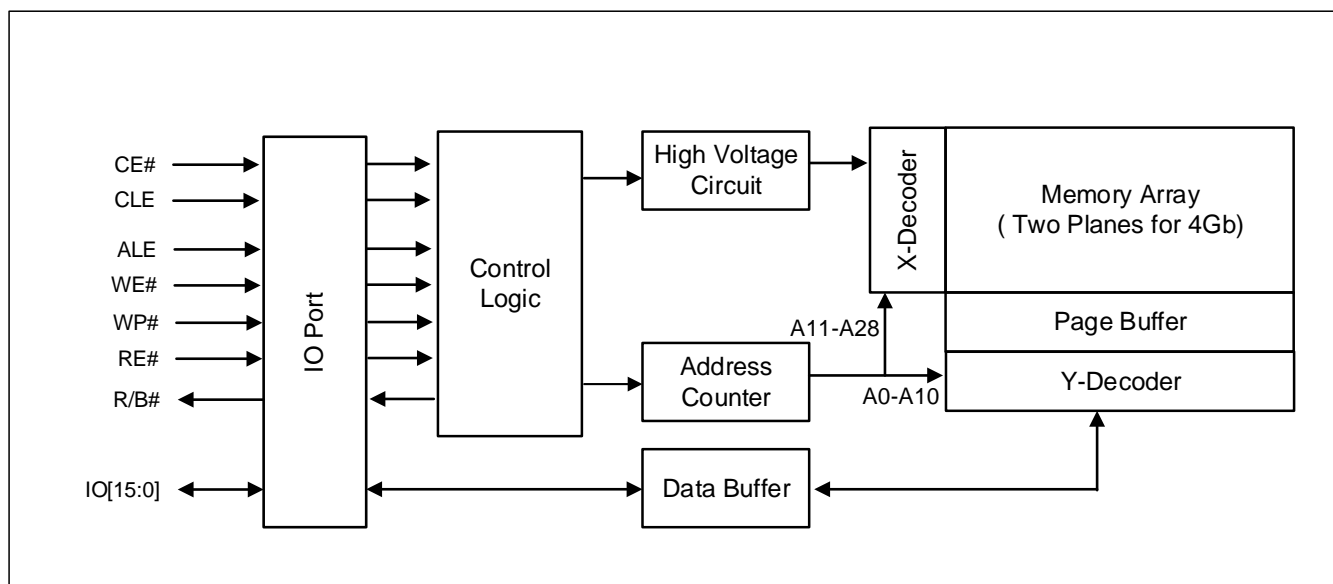 CE#
CLE
ALE
WE#
WP#
RE#
R/B#
IO[15:0]
IO Port
Control
Logic
High Voltage
Circuit
Address
Counter
Data Buffer
A11-A28
A0-A10
X-Decoder
Memory Array
( Two Planes for 4Gb)
Page Buffer
Y-Decoder